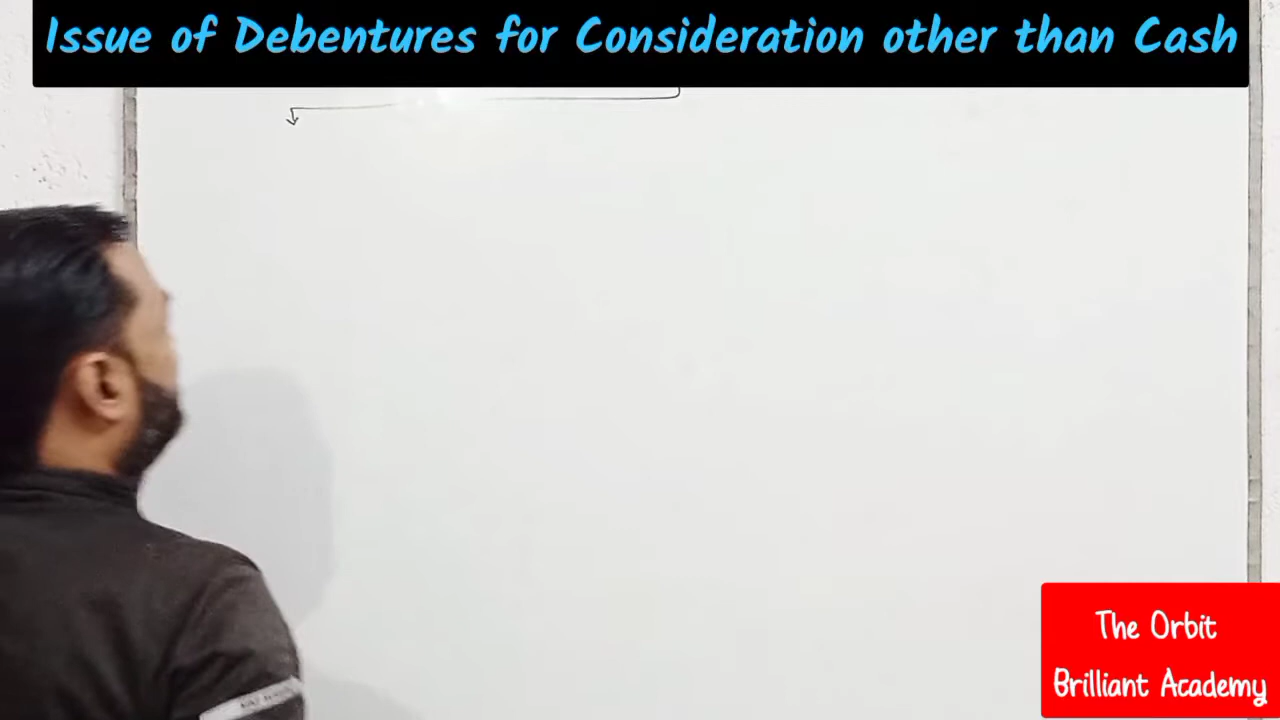 Issue of Debentures for Consideration other than Cash
The Orbit
Brilliant Academy